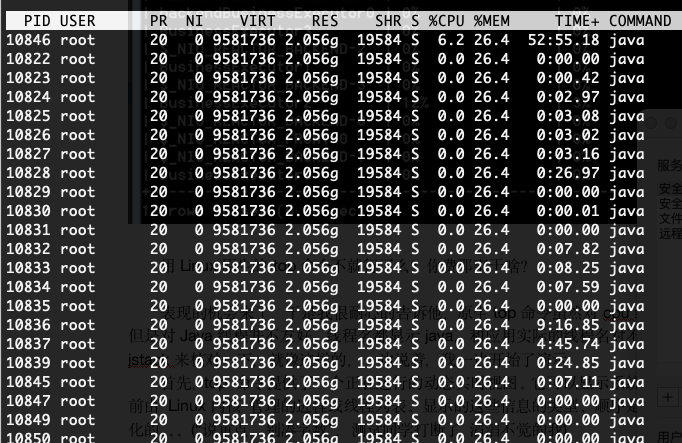 PID USER PR NI VIRT RES SHR S %CPU %MEM TIME+ COMMAND
10846 root 20 0 9581736 2.056g 19584 S 6.2 26.4 52:55.18 java
10822 root 20 0 9581736 2.056g 19584 S 0.0 26.4 0:00.00 java
10823 root 20 0 9581736 2.056g 19584 S 0.0 26.4 0:00.42 java
10824 root 20 0 9581736 2.056g 19584 S 0.0 26.4 0:02.97 java
10825 root 20 0 9581736 2.056g 19584 S 0.0 26.4 0:03.08 java
10826 root 20 0 9581736 2.056g 19584 S 0.0 26.4 0:03.02 java
10827 root 20 0 9581736 2.056g 19584 S 0.0 26.4 0:03.16 java
10828 root 20 0 9581736 2.056g 19584 S 0.0 26.4 0:26.97 java
10829 root 20 0 9581736 2.056g 19584 S 0.0 26.4 0:00.00 java
10830 root 20 0 9581736 2.056g 19584 S 0.0 26.4 0:00.01 java
10831 root 20 0 9581736 2.056g 19584 S 0.0 26.4 0:00.00 java
10832 root 20 0 9581736 2.056g 19584 S 0.0 26.4 0:07.82 java
10833 root 20 0 9581736 2.056g 19584 S 0.0 26.4 0:08.25 java
10834 root 20 0 9581736 2.056g 19584 S 0.0 26.4 0:07.59 java
10835 root 20 0 9581736 2.056g 19584 S 0.0 26.4 0:00.00 java
10836 root 20 0 9581736 2.056g 19584 S 0.0 26.4 0:00.00 java
10837 root 20 0 9581736 2.056g 19584 S 0.0 26.4 4:45.74 java
10839 root 20 0 9581736 2.056g 19584 S 0.0 26.4 0:24.85 java
10845 root 20 0 9581736 2.056g 19584 S 0.0 26.4 0:07.11 java
10847 root 20 0 9581736 2.056g 19584 S 0.0 26.4 0:00.00 java
10849 root 20 0 9581736 2.056g 19584 S 0.0 26.4 0:00.00 java
10850 root 20 0 9581736 2.056g 19584 S 0.0 26.4 0:00.00 java
服务
安全
安全
文件
远程
用户